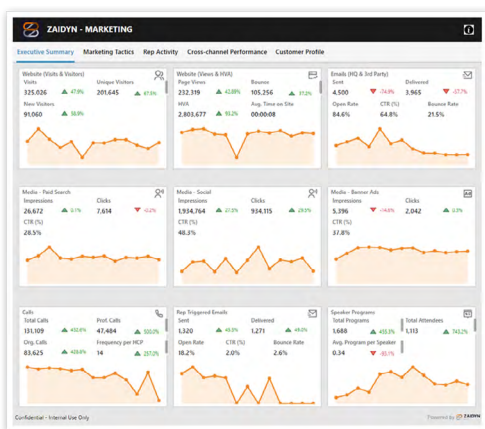 ZAIDYN - MARKETING
Executive Summary Marketing Tactics Rep Activity Cross-channel Performance Customer Profile
Website (Visits & Visitors)
Visits Unique Visitors
325,026 47.9% 201,645 47.5%
New Visitors
91,060 56.9%
Website (Views & HVA)
Page Views Bounce
232,319 42.88% 105,256 37.2%
HVA Avg. Time on Site
2,803,677 93.2% 00:00:08
Emails (HQ & 3rd Party)
Sent Delivered
4,500 -74.9% 3,965 -57.7%
Open Rate CTR (%) Bounce Rate
84.6% 64.8% 21.5%
Media - Paid Search
Impressions Clicks
26,672 0.1% 7,614 -0.2%
CTR (%)
28.5%
Media - Social
Impressions Clicks
1,934,764 27.9% 934,115 29.5%
CTR (%)
48.3%
Media - Banner Ads
Ad
Impressions Clicks
5,396 -14.6% 2,042 0.3%
CTR (%)
37.8%
Calls
Total Calls Prof. Calls
131,109 452.6% 47,484 500.0%
Org. Calls Frequency per HCP
83,625 429.6% 14 257.2%
Rep Triggered Emails
Sent Delivered
1,320 49.5% 1,271 49.0%
Open Rate CTR (%) Bounce Rate
18.2% 2.0% 2.6%
Speaker Programs
Total Programs Total Attendees
1,688 455.3% 1,113 743.2%
Avg. Program per Speaker
0.34 -83.1%
Confidential - Internal Use Only
Powered by ZAIDYN